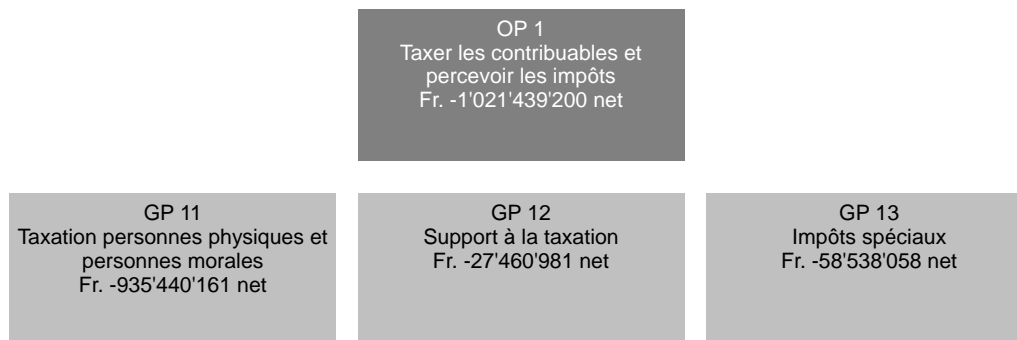 OP 1
Taxer les contribuables et
percevoir les impôts
Fr. -1'021'439'200 net
GP 11
Taxation personnes physiques et
personnes morales
Fr. -935'440'161 net
GP 12
Support à la taxation
Fr. -27'460'981 net
GP 13
Impôts spéciaux
Fr. -58'538'058 net